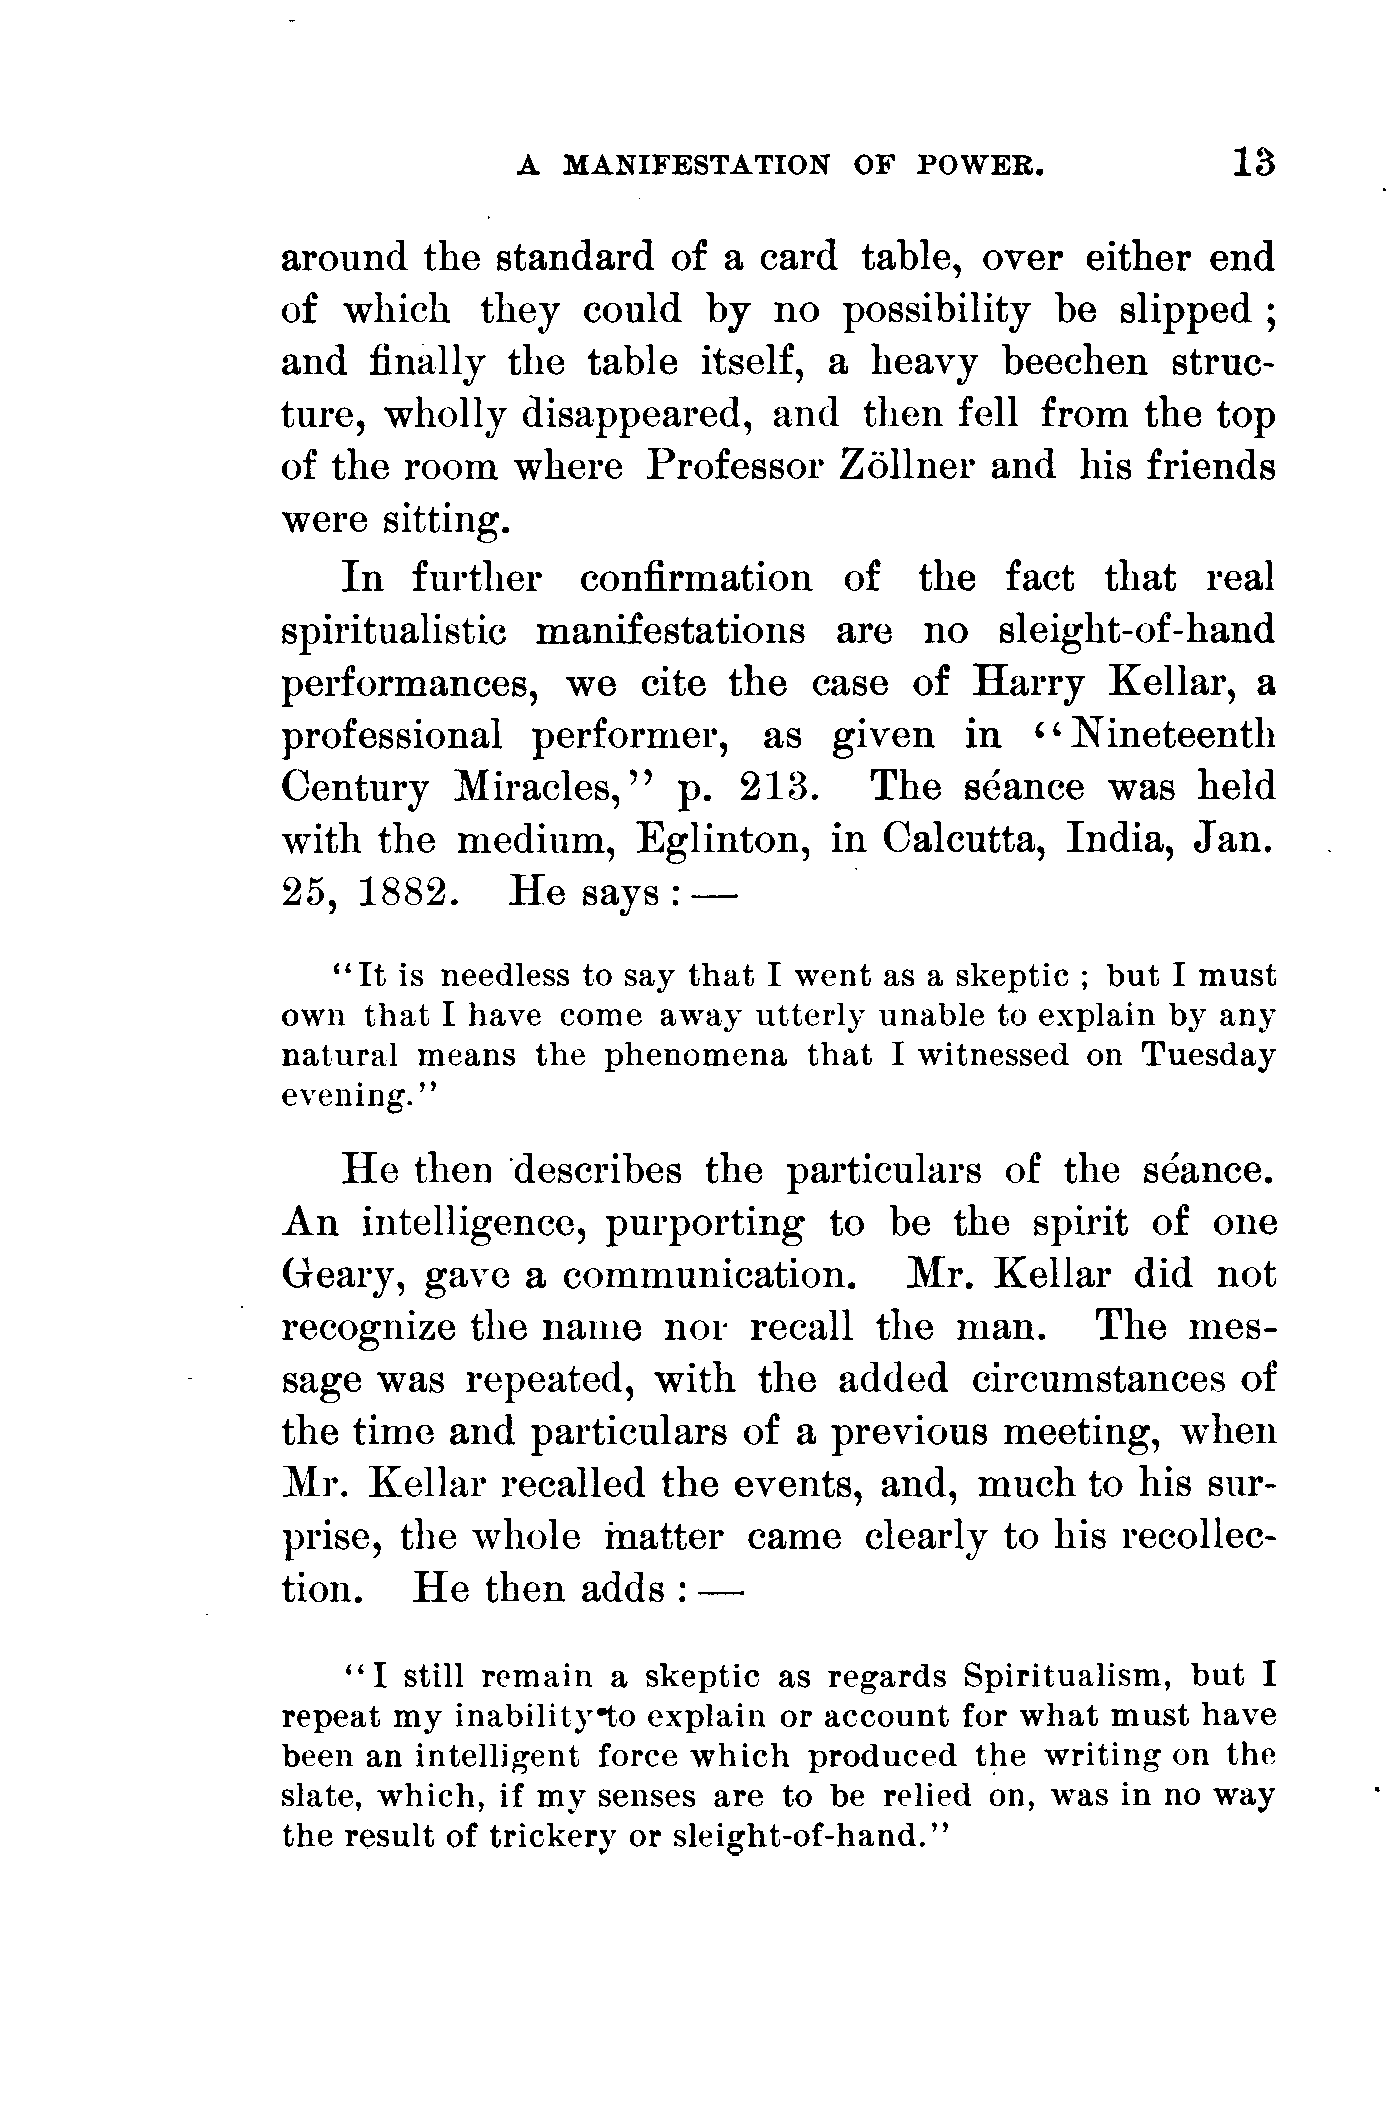 A MANIFESTATION OF POWER. 13
around the standard of a card table, over either end
of which they could by no possibility be slipped ;
and finally the table itself, a heavy beechen struc-
ture, wholly disappeared, and then fell from the top
of the room where Professor Zöllner and his friends
were sitting.
In further confirmation of the fact that real
spiritualistic manifestations are no sleight-of-hand
performances, we cite the case of Harry Kellar, a
professional performer, as given in “Nineteenth
Century Miracles,” p. 213. The séance was held
with the medium, Eglinton, in Calcutta, India, Jan.
25, 1882. He says : —
“It is needless to say that I went as a skeptic ; but I must
own that I have come away utterly unable to explain by any
natural means the phenomena that I witnessed on Tuesday
evening.”
He then describes the particulars of the séance.
An intelligence, purporting to be the spirit of one
Geary, gave a communication. Mr. Kellar did not
recognize the name nor recall the man. The mes-
sage was repeated, with the added circumstances of
the time and particulars of a previous meeting, when
Mr. Kellar recalled the events, and, much to his sur-
prise, the whole matter came clearly to his recollec-
tion. He then adds : —
“I still remain a skeptic as regards Spiritualism, but I
repeat my inability to explain or account for what must have
been an intelligent force which produced the writing on the
slate, which, if my senses are to be relied on, was in no way
the result of trickery or sleight-of-hand.”